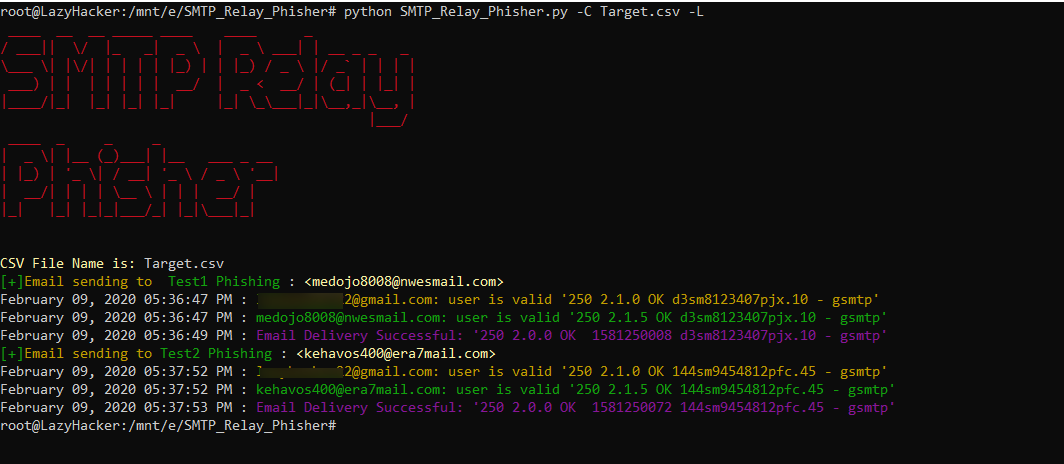 root@LazyHacker:/mnt/e/SMTP_Relay_Phisher# python SMTP_Relay_Phisher.py -C Target.csv -L
SMTP Relay
Phisher
CSV File Name is: Target.csv
[+]Email sending to  Test1 Phishing : <medojo8008@nwesmail.com>
February 09, 2020 05:36:47 PM : 2@gmail.com: user is valid '250 2.1.0 OK d3sm8123407pjx.10 - gsmtp'
February 09, 2020 05:36:47 PM : medojo8008@nwesmail.com: user is valid '250 2.1.5 OK d3sm8123407pjx.10 - gsmtp'
February 09, 2020 05:36:49 PM : Email Delivery Successful: '250 2.0.0 OK  1581250008 d3sm8123407pjx.10 - gsmtp'
[+]Email sending to Test2 Phishing : <kehavos400@era7mail.com>
February 09, 2020 05:37:52 PM : 2@gmail.com: user is valid '250 2.1.0 OK 144sm9454812pfc.45 - gsmtp'
February 09, 2020 05:37:52 PM : kehavos400@era7mail.com: user is valid '250 2.1.5 OK 144sm9454812pfc.45 - gsmtp'
February 09, 2020 05:37:53 PM : Email Delivery Successful: '250 2.0.0 OK  1581250072 144sm9454812pfc.45 - gsmtp'
root@LazyHacker:/mnt/e/SMTP_Relay_Phisher#